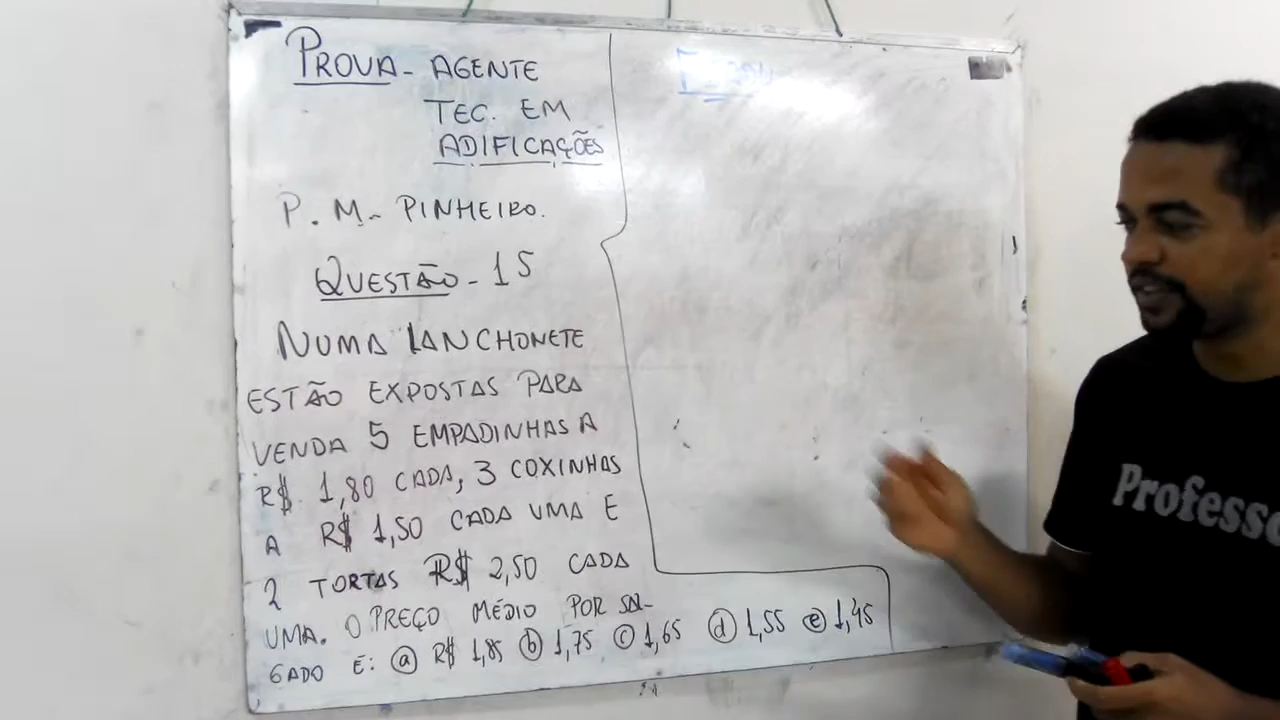 PROVA - AGENTE
TEC. EM
ADIFICAÇÕES
P. M. - PINHEIRO.
QUESTÃO - 15
NUMA LANCHONETE
ESTÃO EXPOSTAS PARA
VENDA 5 EMPADINHAS A
R$ 1,80 CADA, 3 COXINHAS
A R$ 1,50 CADA UMA E
2 TORTAS R$ 2,50 CADA
UMA. O PREÇO MÉDIO POR SAL-
GADO É: ⓐ R$ 1,85 ⓑ 1,75 ⓒ 1,65 ⓓ 1,55 ⓔ 1,45